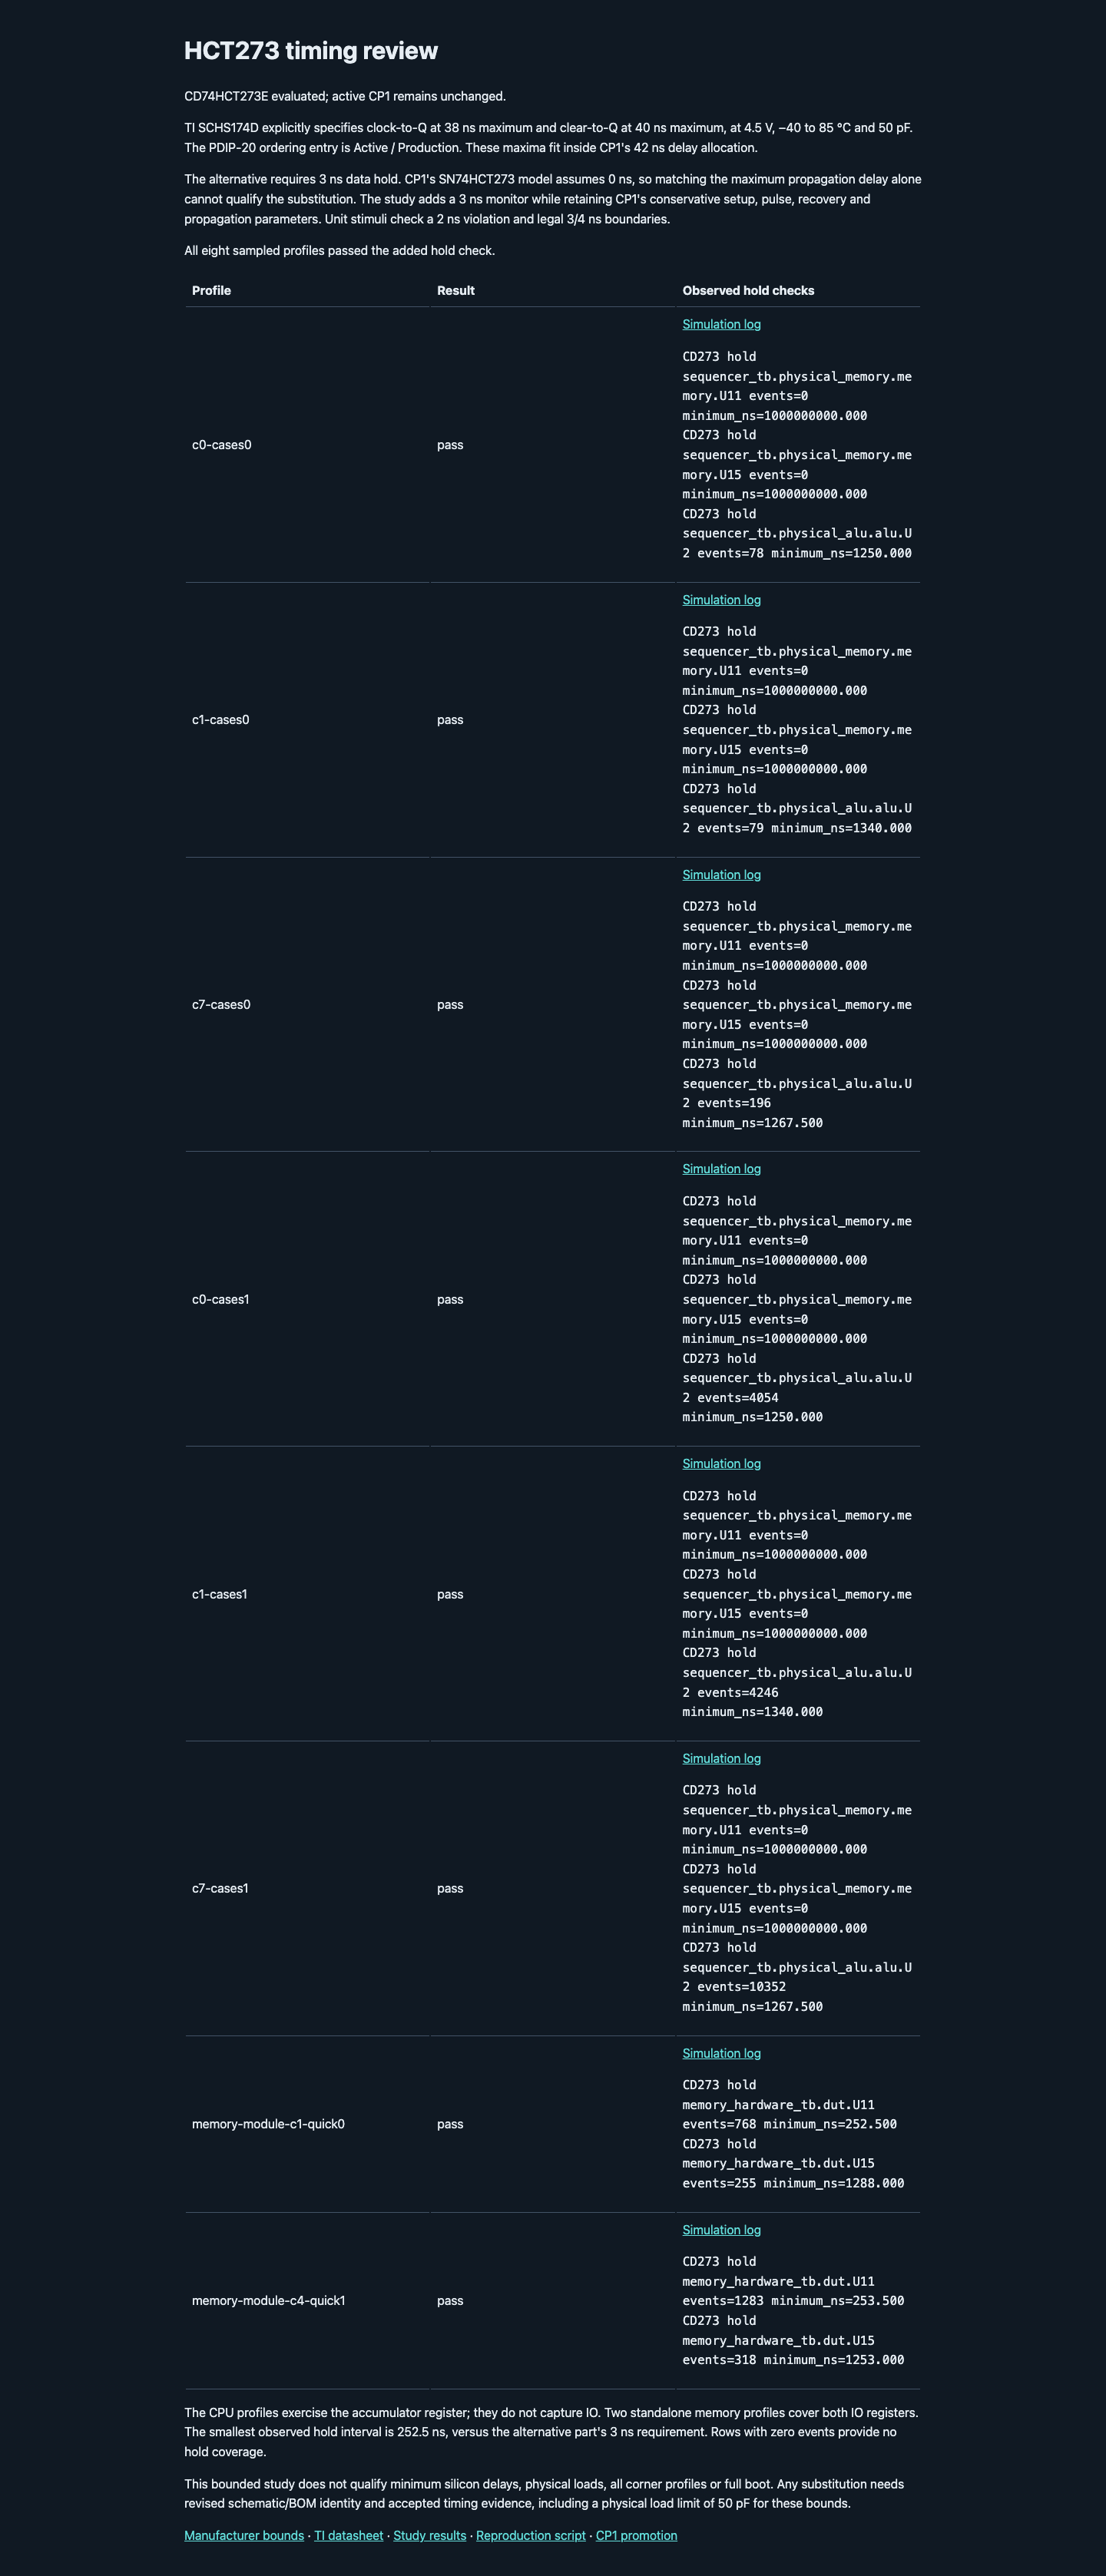 HCT273 timing review
CD74HCT273E evaluated; active CP1 remains unchanged.
TI SCHS174D explicitly specifies clock-to-Q at 38 ns maximum and clear-to-Q at 40 ns maximum, at 4.5 V, −40 to 85 °C and 50 pF.
The PDIP-20 ordering entry is Active / Production. These maxima fit inside CP1's 42 ns delay allocation.
The alternative requires 3 ns data hold. CP1's SN74HCT273 model assumes 0 ns, so matching the maximum propagation delay alone
cannot qualify the substitution. The study adds a 3 ns monitor while retaining CP1's conservative setup, pulse, recovery and
propagation parameters. Unit stimuli check a 2 ns violation and legal 3/4 ns boundaries.
All eight sampled profiles passed the added hold check.
Profile Result Observed hold checks
Simulation log
CD273 hold
sequencer_tb.physical_memory.me
mory.U11 events=0
minimum_ns=1000000000.000
CD273 hold
c0-cases0 pass
sequencer_tb.physical_memory.me
mory.U15 events=0
minimum_ns=1000000000.000
CD273 hold
sequencer_tb.physical_alu.alu.U
2 events=78 minimum_ns=1250.000
Simulation log
CD273 hold
sequencer_tb.physical_memory.me
mory.U11 events=0
minimum_ns=1000000000.000
CD273 hold
c1-cases0 pass
sequencer_tb.physical_memory.me
mory.U15 events=0
minimum_ns=1000000000.000
CD273 hold
sequencer_tb.physical_alu.alu.U
2 events=79 minimum_ns=1340.000
Simulation log
CD273 hold
sequencer_tb.physical_memory.me
mory.U11 events=0
minimum_ns=1000000000.000
CD273 hold
c7-cases0 pass
sequencer_tb.physical_memory.me
mory.U15 events=0
minimum_ns=1000000000.000
CD273 hold
sequencer_tb.physical_alu.alu.U
2 events=196
minimum_ns=1267.500
Simulation log
CD273 hold
sequencer_tb.physical_memory.me
mory.U11 events=0
minimum_ns=1000000000.000
CD273 hold
c0-cases1 pass
sequencer_tb.physical_memory.me
mory.U15 events=0
minimum_ns=1000000000.000
CD273 hold
sequencer_tb.physical_alu.alu.U
2 events=4054
minimum_ns=1250.000
Simulation log
CD273 hold
sequencer_tb.physical_memory.me
mory.U11 events=0
minimum_ns=1000000000.000
CD273 hold
c1-cases1 pass
sequencer_tb.physical_memory.me
mory.U15 events=0
minimum_ns=1000000000.000
CD273 hold
sequencer_tb.physical_alu.alu.U
2 events=4246
minimum_ns=1340.000
Simulation log
CD273 hold
sequencer_tb.physical_memory.me
mory.U11 events=0
minimum_ns=1000000000.000
CD273 hold
c7-cases1 pass
sequencer_tb.physical_memory.me
mory.U15 events=0
minimum_ns=1000000000.000
CD273 hold
sequencer_tb.physical_alu.alu.U
2 events=10352
minimum_ns=1267.500
Simulation log
CD273 hold
memory_hardware_tb.dut.U11
memory-module-c1-quick0 pass
events=768 minimum_ns=252.500
CD273 hold
memory_hardware_tb.dut.U15
events=255 minimum_ns=1288.000
Simulation log
CD273 hold
memory_hardware_tb.dut.U11
memory-module-c4-quick1 pass
events=1283 minimum_ns=253.500
CD273 hold
memory_hardware_tb.dut.U15
events=318 minimum_ns=1253.000
The CPU profiles exercise the accumulator register; they do not capture IO. Two standalone memory profiles cover both IO registers.
The smallest observed hold interval is 252.5 ns, versus the alternative part's 3 ns requirement. Rows with zero events provide no
hold coverage.
This bounded study does not qualify minimum silicon delays, physical loads, all corner profiles or full boot. Any substitution needs
revised schematic/BOM identity and accepted timing evidence, including a physical load limit of 50 pF for these bounds.
Manufacturer bounds · TI datasheet · Study results · Reproduction script · CP1 promotion